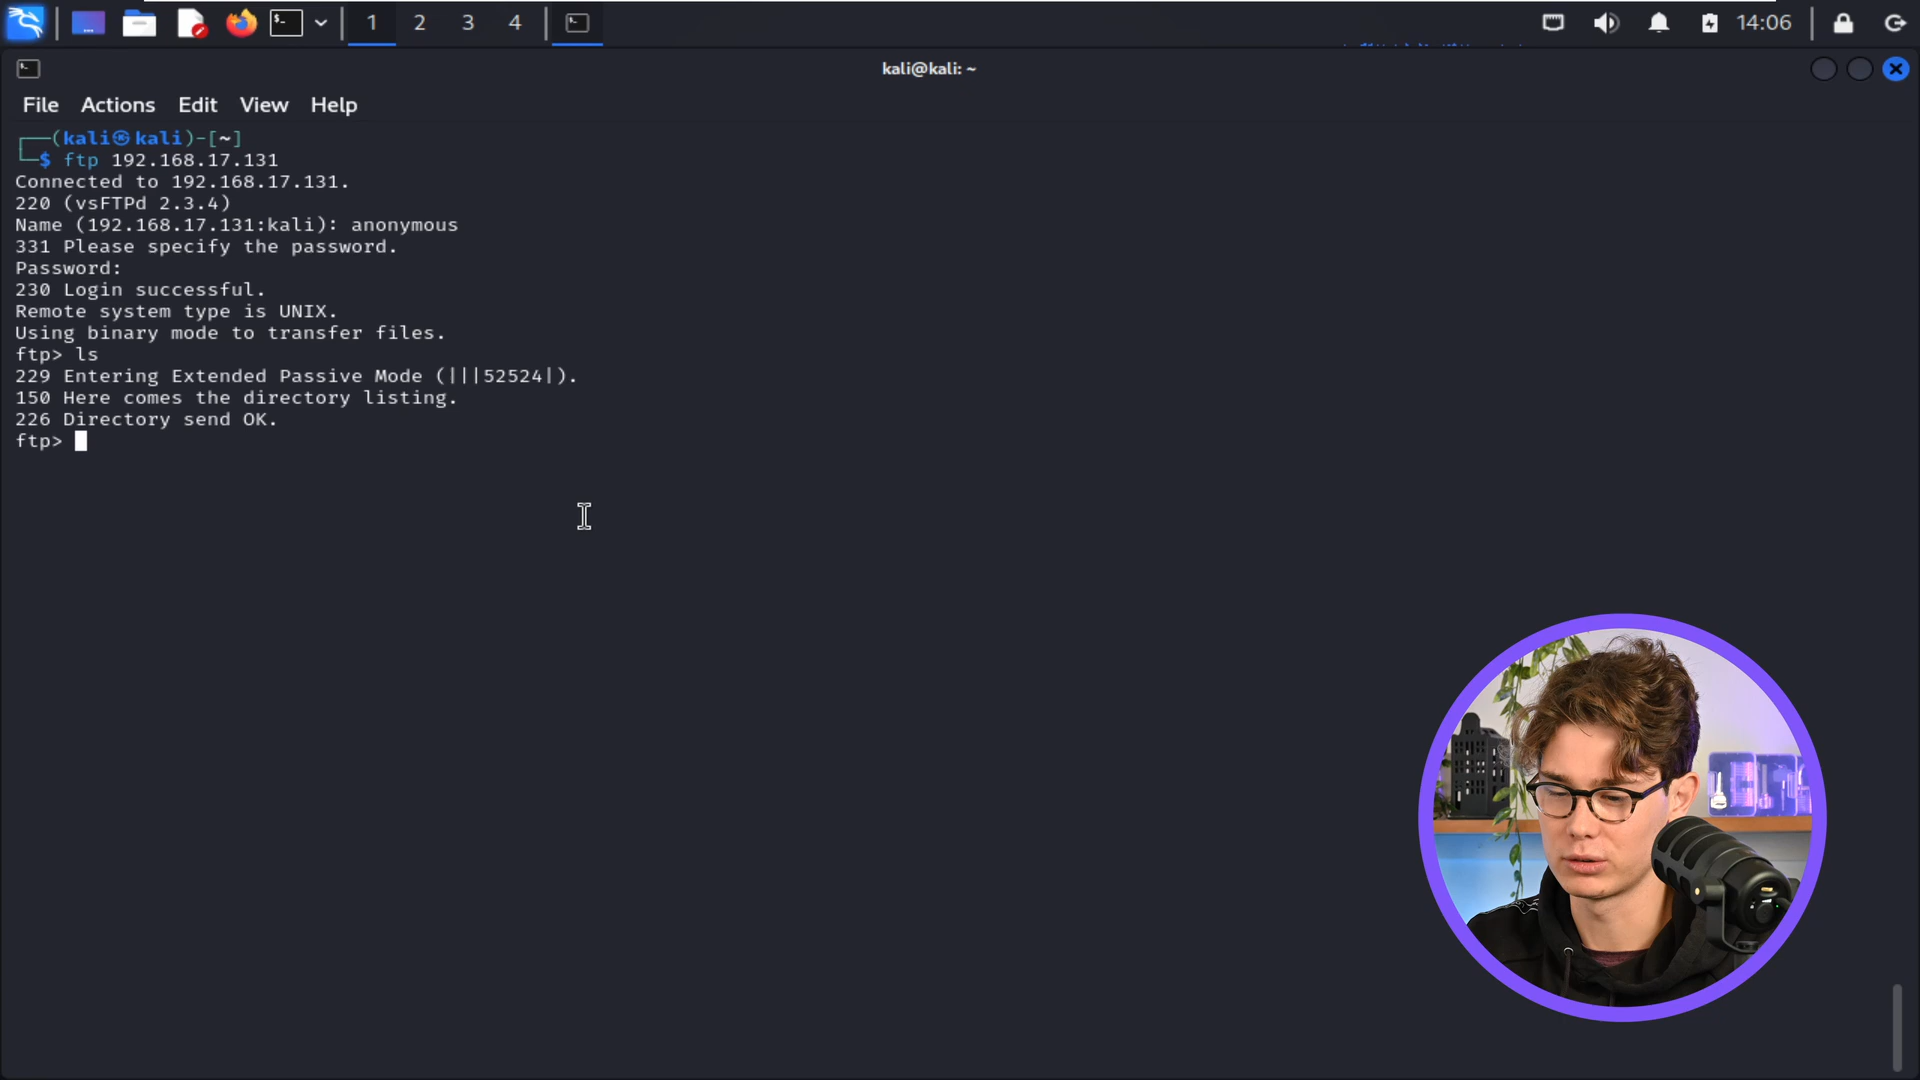 1 2 3 4 14:06
kali@kali: ~
File Actions Edit View Help
┌──(kali㉿kali)-[~]
└─$ ftp 192.168.17.131
Connected to 192.168.17.131.
220 (vsFTPd 2.3.4)
Name (192.168.17.131:kali): anonymous
331 Please specify the password.
Password:
230 Login successful.
Remote system type is UNIX.
Using binary mode to transfer files.
ftp> ls
229 Entering Extended Passive Mode (|||52524|).
150 Here comes the directory listing.
226 Directory send OK.
ftp>